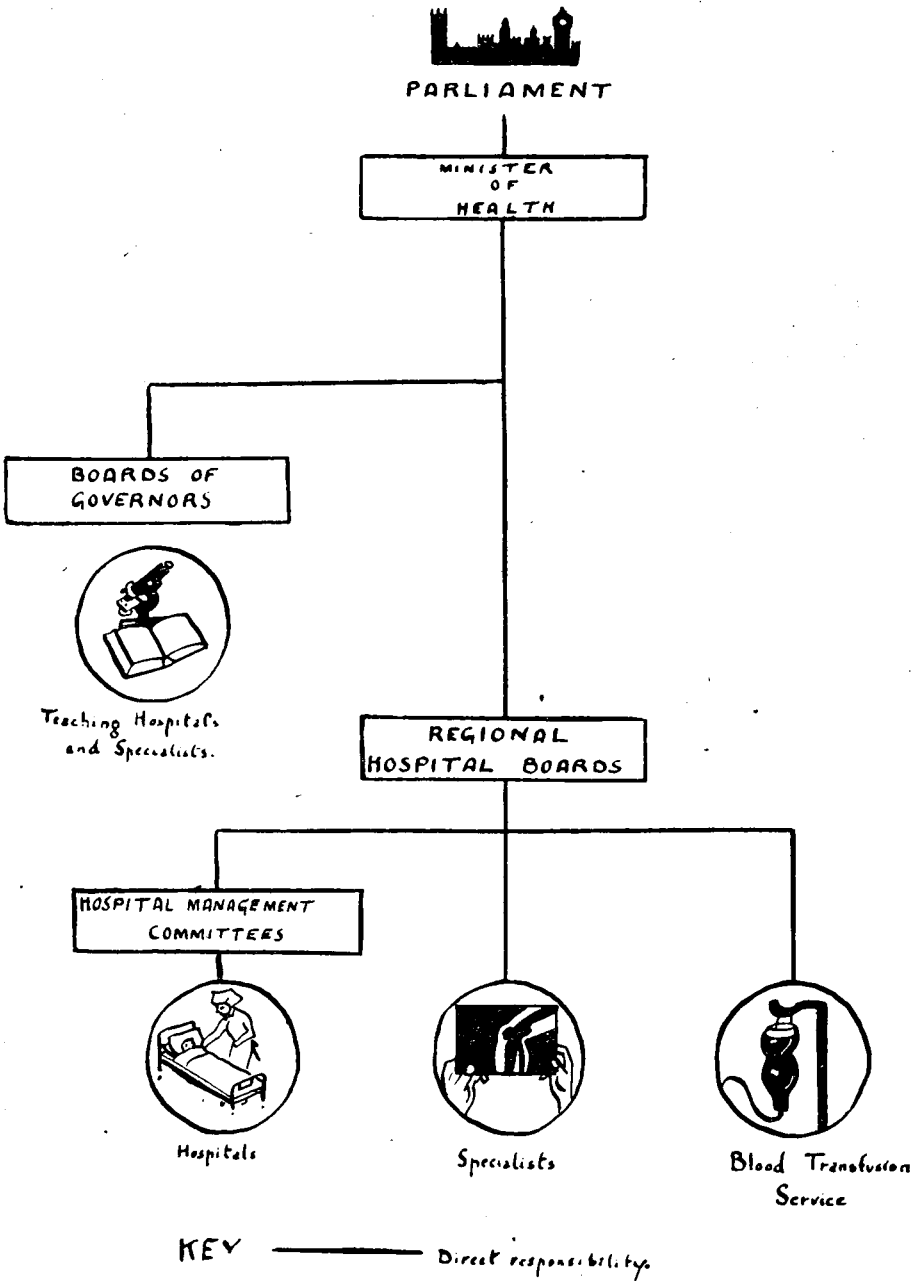 PARLIAMENT
MINISTER
OF
HEALTH
BOARDS OF
GOVERNORS
Teaching Hospitals
and Specialists.
REGIONAL
HOSPITAL BOARDS
HOSPITAL MANAGEMENT
COMMITTEES
Hospitals
Specialists
Blood Transfusion
Service
KEY
Direct responsibility.